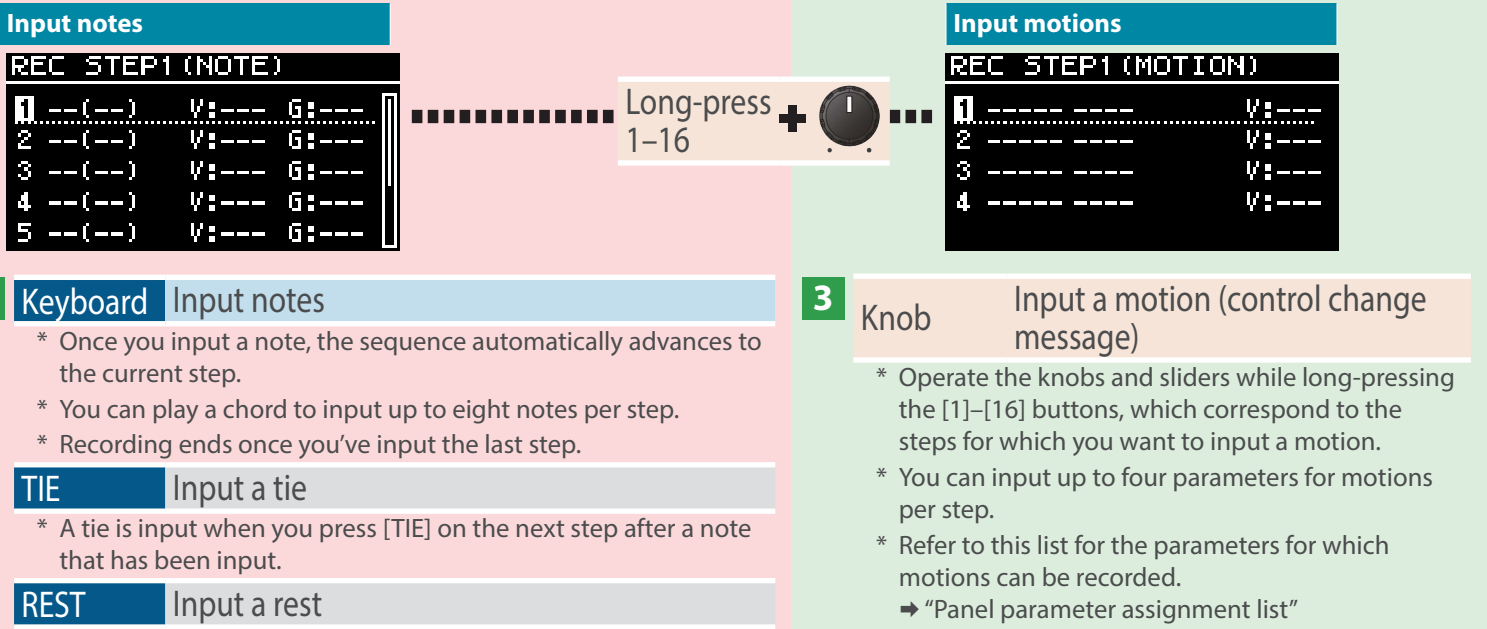 Input notes
REC STEP1(NOTE)
1 --(--) V:--- G:---
2 --(--) V:--- G:---
3 --(--) V:--- G:---
4 --(--) V:--- G:---
5 --(--) V:--- G:---
Long-press
1–16
Input motions
REC STEP1(MOTION)
1 ----- ---- V:---
2 ----- ---- V:---
3 ----- ---- V:---
4 ----- ---- V:---
Keyboard Input notes
* Once you input a note, the sequence automatically advances to
the current step.
* You can play a chord to input up to eight notes per step.
* Recording ends once you’ve input the last step.
TIE Input a tie
* A tie is input when you press [TIE] on the next step after a note
that has been input.
REST Input a rest
3
Knob Input a motion (control change
message)
* Operate the knobs and sliders while long-pressing
the [1]–[16] buttons, which correspond to the
steps for which you want to input a motion.
* You can input up to four parameters for motions
per step.
* Refer to this list for the parameters for which
motions can be recorded.
➡ “Panel parameter assignment list”